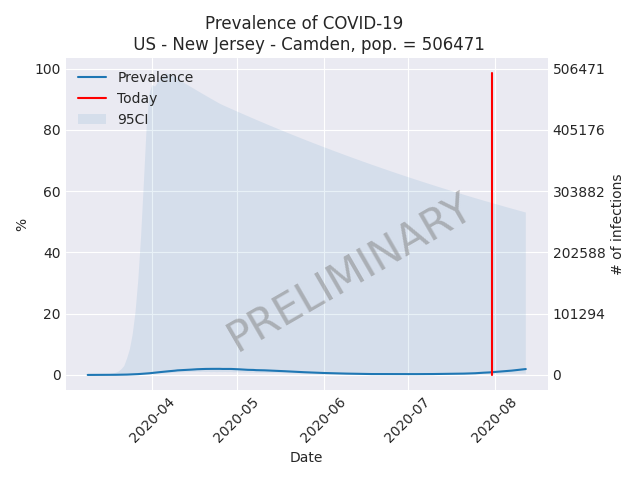 Prevalence of COVID-19
US - New Jersey - Camden, pop. = 506471
Prevalence
Today
95CI
100
80
60
40
20
0
%
506471
405176
303882
202588
101294
0
# of infections
PRELIMINARY
2020-04
2020-05
2020-06
2020-07
2020-08
Date